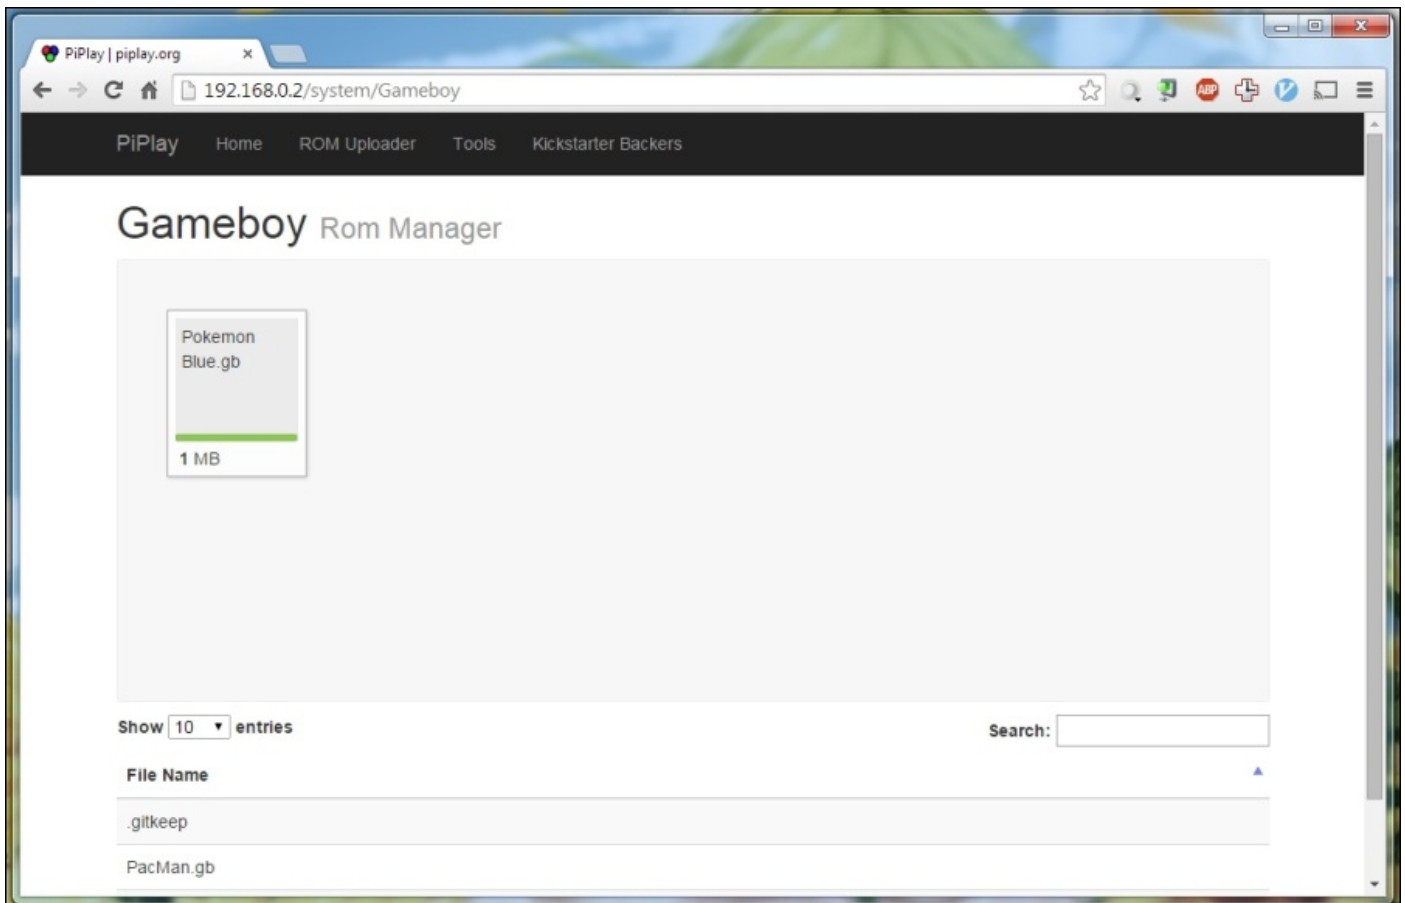 PiPlay | piplay.org
192.168.0.2/system/Gameboy
ABP
PiPlay Home ROM Uploader Tools Kickstarter Backers
Gameboy Rom Manager
Pokemon
Blue.gb
1 MB
Show 10 entries Search:
File Name
.gitkeep
PacMan.gb